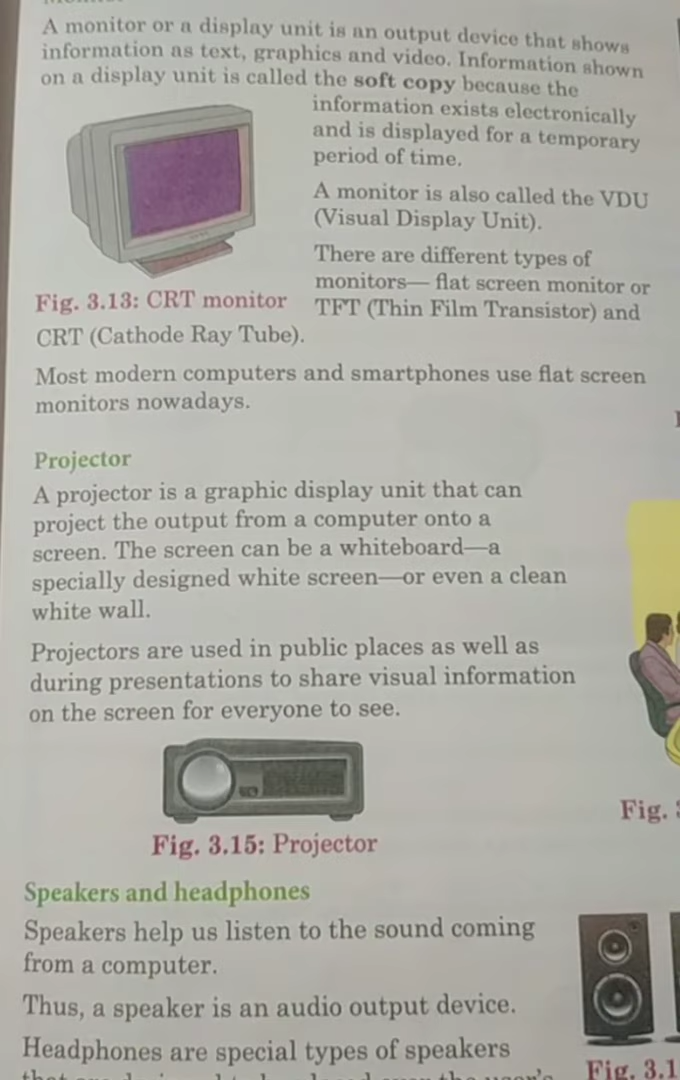 A monitor or a display unit is an output device that shows
information as text, graphics and video. Information shown
on a display unit is called the soft copy because the
information exists electronically
and is displayed for a temporary
period of time.
A monitor is also called the VDU
(Visual Display Unit).
There are different types of
monitors— flat screen monitor or
Fig. 3.13: CRT monitor
TFT (Thin Film Transistor) and
CRT (Cathode Ray Tube).
Most modern computers and smartphones use flat screen
monitors nowadays.
Projector
A projector is a graphic display unit that can
project the output from a computer onto a
screen. The screen can be a whiteboard—a
specially designed white screen—or even a clean
white wall.
Projectors are used in public places as well as
during presentations to share visual information
on the screen for everyone to see.
Fig. 3.15: Projector
Fig.
Speakers and headphones
Speakers help us listen to the sound coming
from a computer.
Thus, a speaker is an audio output device.
Headphones are special types of speakers
Fig. 3.1